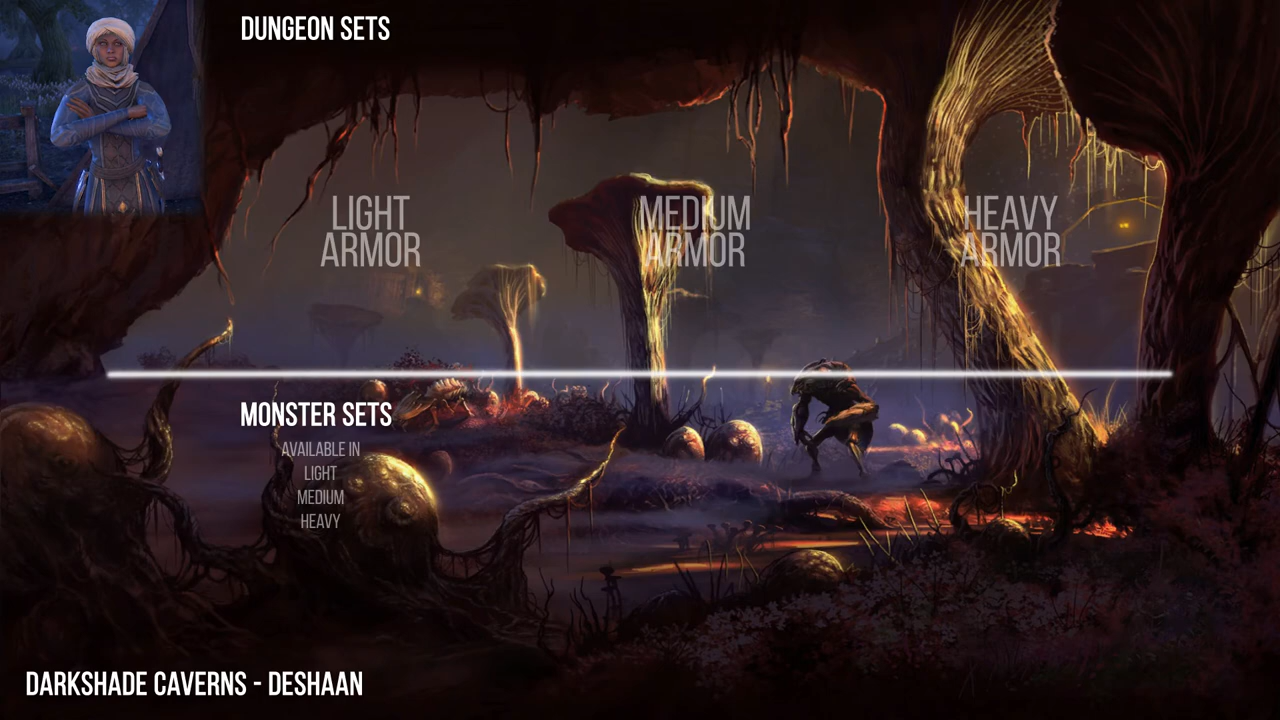 DUNGEON SETS
LIGHT
ARMOR
MEDIUM
ARMOR
HEAVY
ARMOR
MONSTER SETS
AVAILABLE IN
LIGHT
MEDIUM
HEAVY
DARKSHADE CAVERNS - DESHAAN